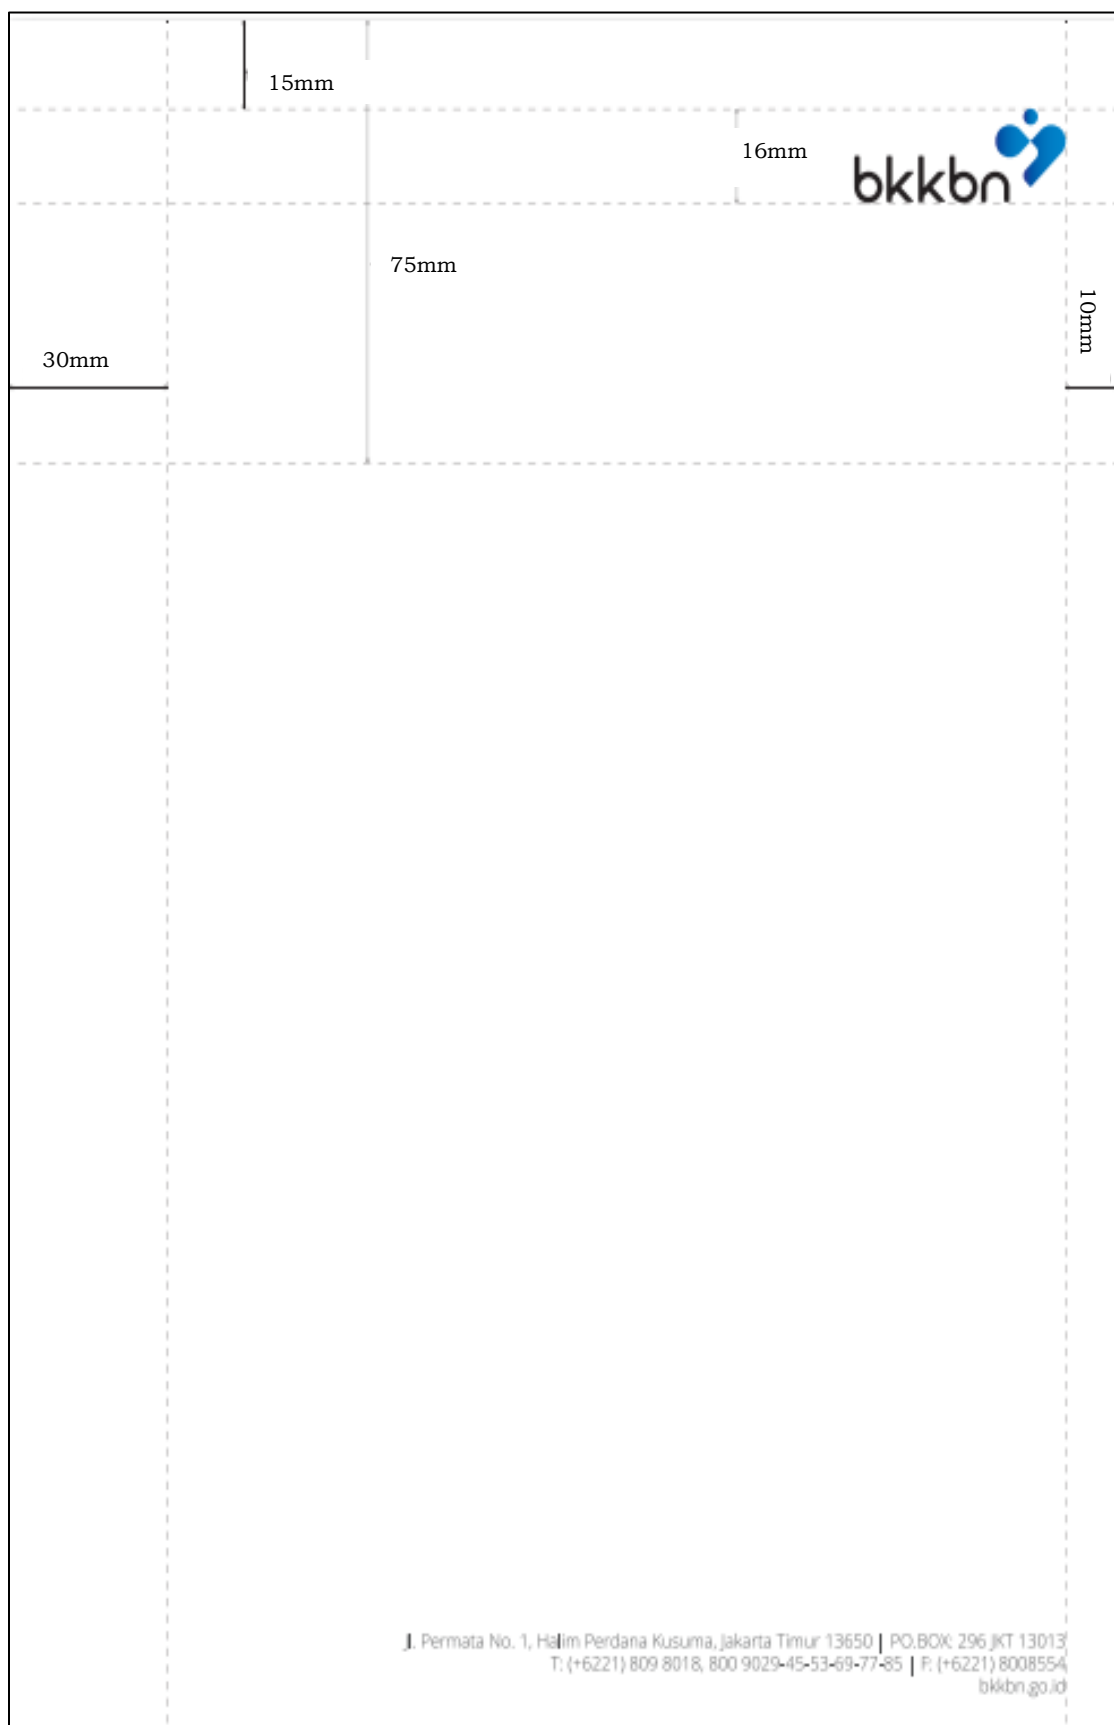 15mm
16mm
bkkbn
75mm
10mm
30mm
Jl. Permata No. 1, Halim Perdana Kusuma, Jakarta Timur 13650 | PO.BOX: 296 JKT 13013
T: (+6221) 809 8018, 800 9029-45-53-69-77-85 | F: (+6221) 8008554
bkkbn.go.id